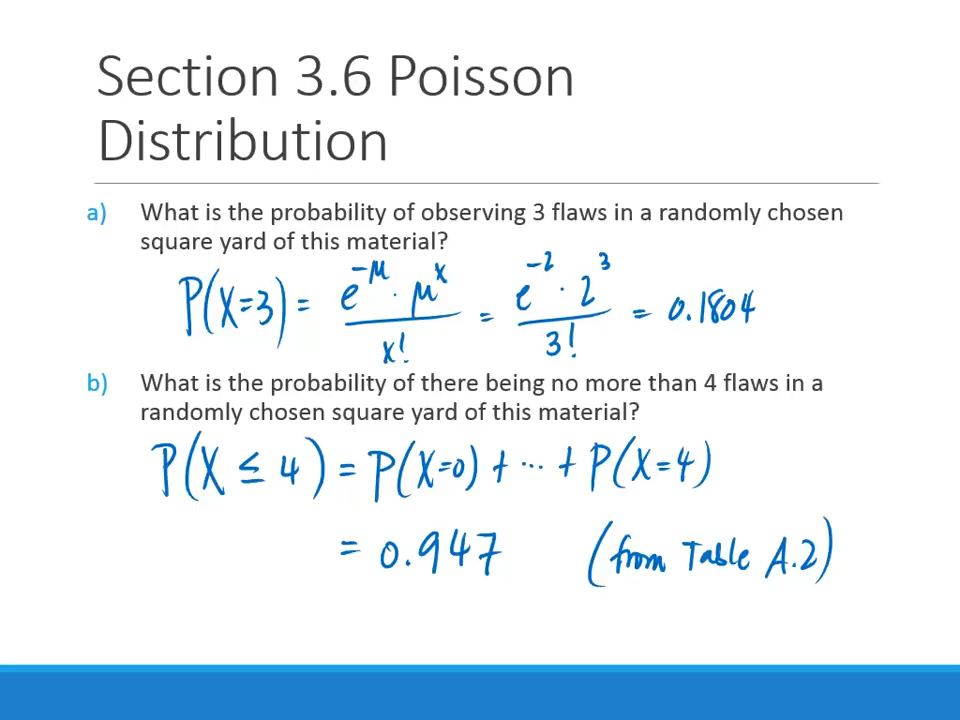 Section 3.6 Poisson
Distribution
a) What is the probability of observing 3 flaws in a randomly chosen
square yard of this material?
P(X=3) = e^{-μ} · μ^x / x! = e^{-2} · 2^3 / 3! = 0.1804
b) What is the probability of there being no more than 4 flaws in a
randomly chosen square yard of this material?
P(X ≤ 4) = P(X=0) + ··· + P(X=4)
= 0.947 (from Table A.2)